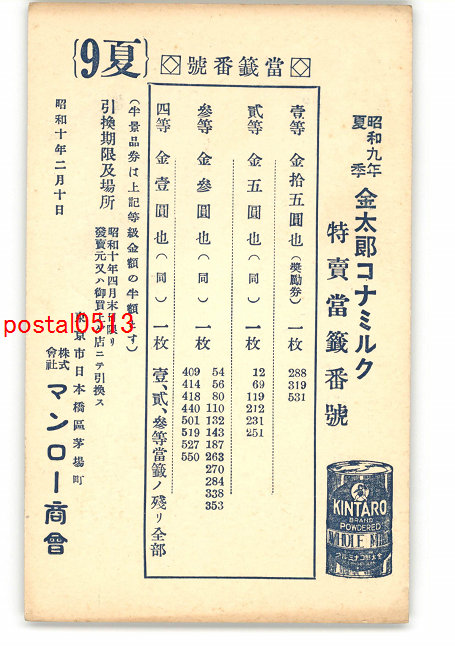 {夏9}
◇當籤番號◇
昭和九年
夏季
金太郎コナミルク
特賣當籤番號
KINTARO
BRAND
POWDERED
WHOLE MILK
壹等 金拾五圓也(奬勵券) 一枚
288
319
531
貳等 金五圓也(同) 一枚
12
69
119
212
231
251
參等 金參圓也(同) 一枚
54
56
80
110
132
143
187
263
270
284
338
353
409
414
418
440
501
519
527
550
四等 金壹圓也(同) 一枚 壹、貳、參等當籤ノ殘リ全部
(半景品券は上記等級金額の半額です)
引換期限及場所
昭和十年四月末日限り
發賣元又ハ御買上店ニテ引換ス
昭和十年二月十日
東京市日本橋區茅場町
株式會社 マンロー商會
postal0513